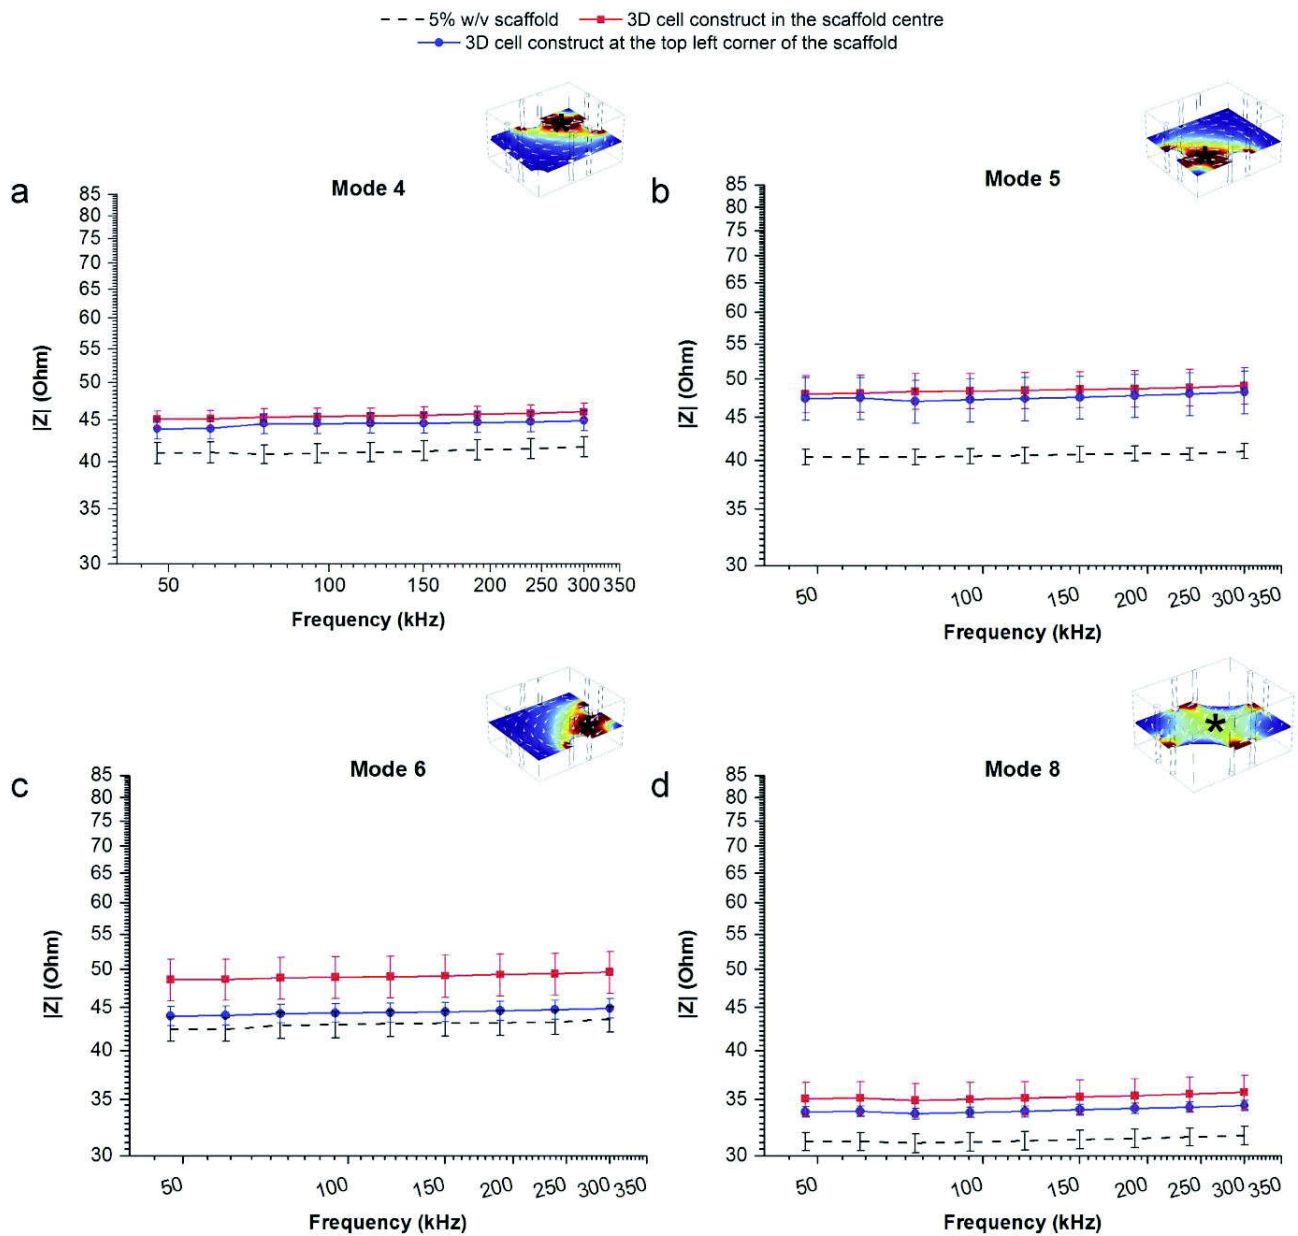 5% w/v scaffold 3D cell construct in the scaffold centre
3D cell construct at the top left corner of the scaffold
a
Mode 4
85
80
75
70
65
60
55
50
45
40
35
30
|Z| (Ohm)
50 100 150 200 250 300 350
Frequency (kHz)
b
Mode 5
85
80
75
70
65
60
55
50
45
40
35
30
|Z| (Ohm)
50 100 150 200 250 300 350
Frequency (kHz)
c
Mode 6
85
80
75
70
65
60
55
50
45
40
35
30
|Z| (Ohm)
50 100 150 200 250 300 350
Frequency (kHz)
d
Mode 8
*
85
80
75
70
65
60
55
50
45
40
35
30
|Z| (Ohm)
50 100 150 200 250 300 350
Frequency (kHz)